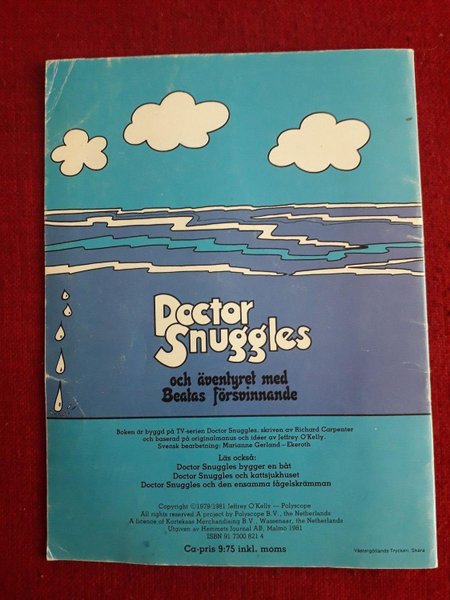 Doctor
Snuggles
och äventyret med
Beatas försvinnande
Boken är byggd på TV-serien Doctor Snuggles, skriven av Richard Carpenter
och baserad på originalmanus och idéer av Jeffrey O'Kelly.
Svensk bearbetning: Marianne Gerland-Ekeroth
Läs också:
Doctor Snuggles bygger en båt
Doctor Snuggles och kattsjukhuset
Doctor Snuggles och den ensamma fågelskrämman
Copyright ©1979/1981 Jeffrey O'Kelly — Polyscope
All rights reserved A project by Polyscope B.V., the Netherlands
A licence of Kortekaas Merchandising B.V., Wassenaar, the Netherlands
Utgiven av Hemmets Journal AB, Malmö 1981
ISBN 91 7300 821 4
Ca-pris 9:75 inkl. moms
Västergötlands Tryckeri, Skara